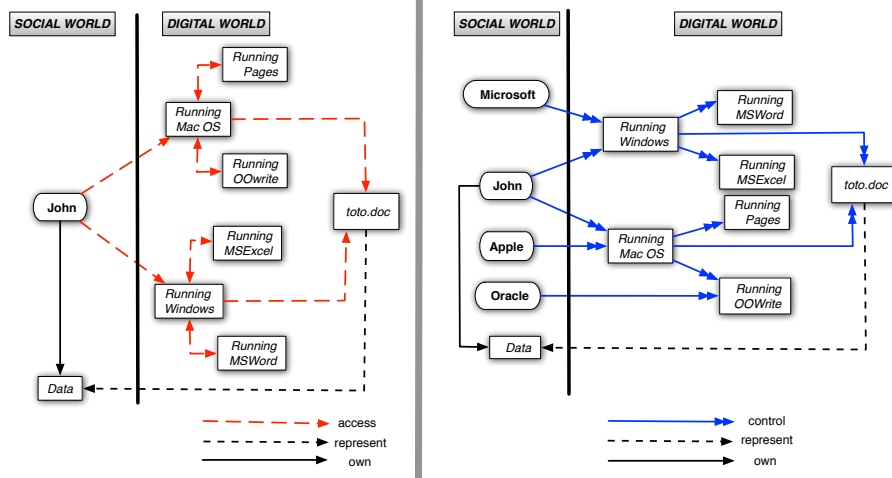 SOCIAL WORLD
DIGITAL WORLD
Running
Pages
Running
Mac OS
Running
OOwrite
John
toto.doc
Running
MSExcel
Running
Windows
Running
MSWord
Data
access
represent
own
SOCIAL WORLD
DIGITAL WORLD
Microsoft
Running
MSWord
Running
Windows
Running
MSExcel
John
toto.doc
Running
Pages
Apple
Running
Mac OS
Oracle
Running
OOWrite
Data
control
represent
own